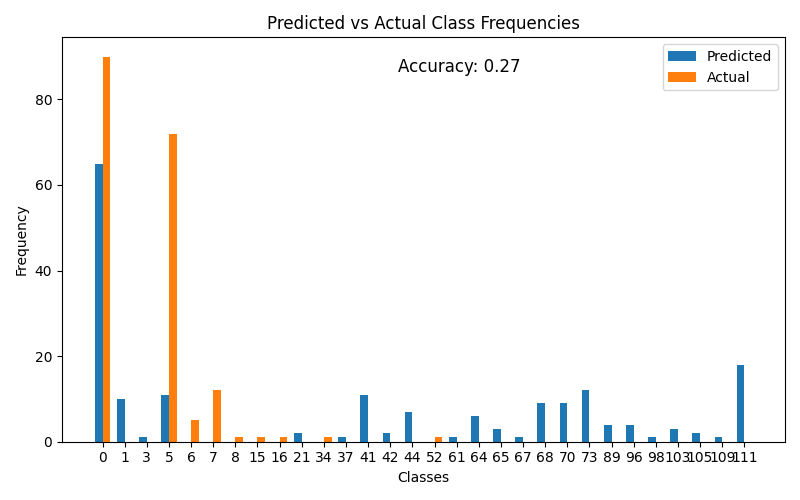 Predicted vs Actual Class Frequencies
Accuracy: 0.27
Predicted
Actual
80
60
40
20
0
Frequency
0 1 3 5 6 7 8 15 16 21 34 37 41 42 44 52 61 64 65 67 68 70 73 89 96 98 103 105 109 111
Classes